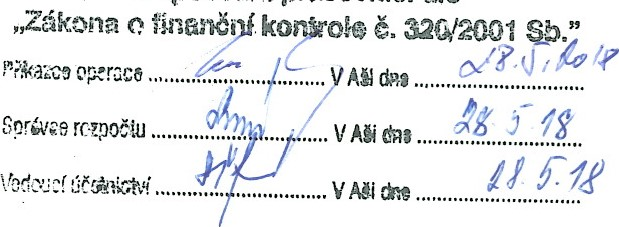 „Zákona o finanční kontrole č. 320/2001 Sb.”
Příkazce operace ........ V Aši dne 28.5.2018
Správce rozpočtu ........ V Aši dne 28.5.18
Vedoucí účetnictví ........ V Aši dne 28.5.18